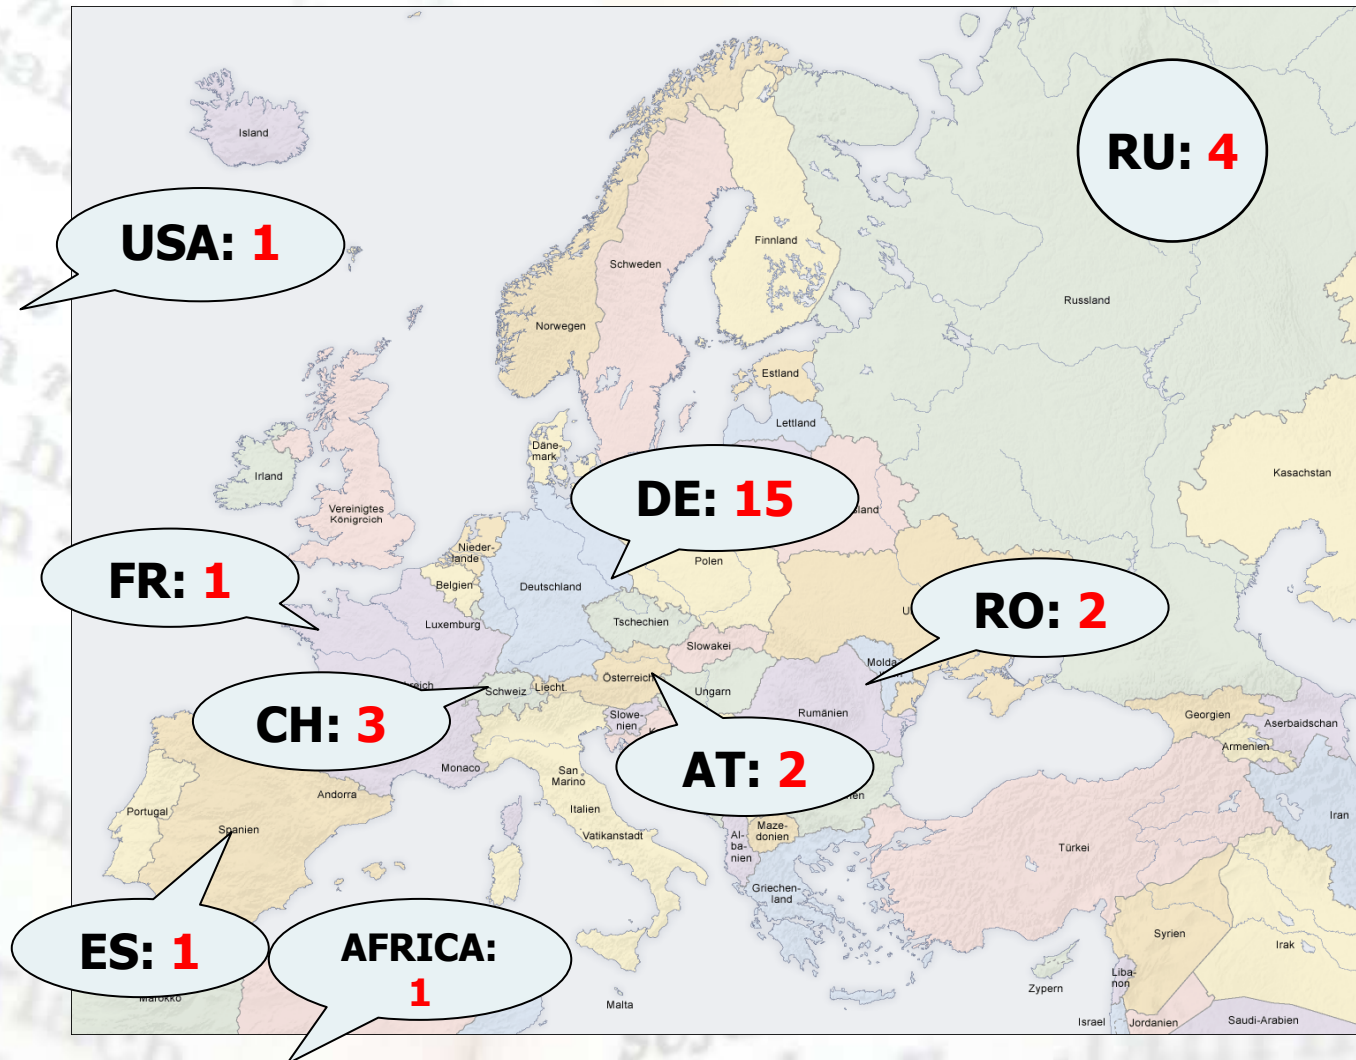 Island
RU: 4
USA: 1
Finnland
Schweden
Russland
Norwegen
Estland
Lettland
Däne-
mark
Kasachstan
Irland
DE: 15
land
Vereinigtes
Königreich
Nieder-
lande
Polen
FR: 1
Belgien
Deutschland
RO: 2
U
Luxemburg
Tschechien
Slowakei
Molda
reich
Schweiz
Liecht.
Österreich
Ungarn
CH: 3
Slowe-
nien
K
Rumänien
Georgien
Aserbaidschan
Armenien
Monaco
San
Marino
AT: 2
Andorra
Italien
Portugal
Spanien
Vatikanstadt
Maze-
donien
Al-
ba-
nien
Iran
Türkei
Griechen-
land
ES: 1
AFRICA:
1
Syrien
Irak
Marokko
Malta
Zypern
Liba-
non
Israel
Jordanien
Saudi-Arabien